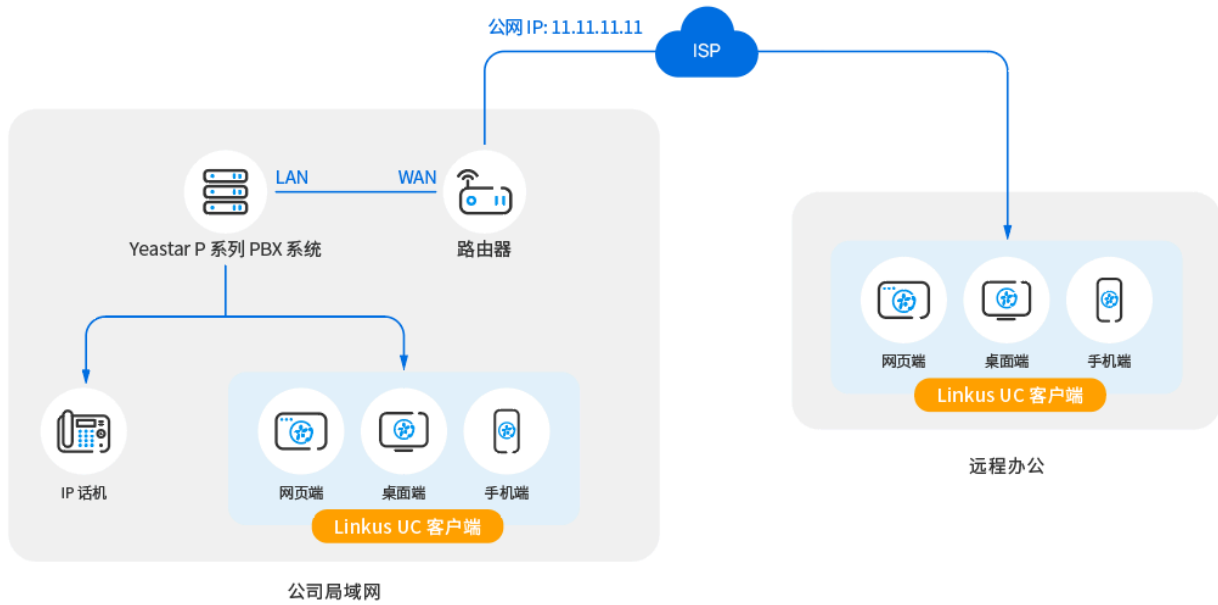 公网 IP: 11.11.11.11
ISP
LAN
WAN
Yeastar P 系列 PBX 系统
路由器
IP 话机
网页端
桌面端
手机端
Linkus UC 客户端
公司局域网
网页端
桌面端
手机端
Linkus UC 客户端
远程办公